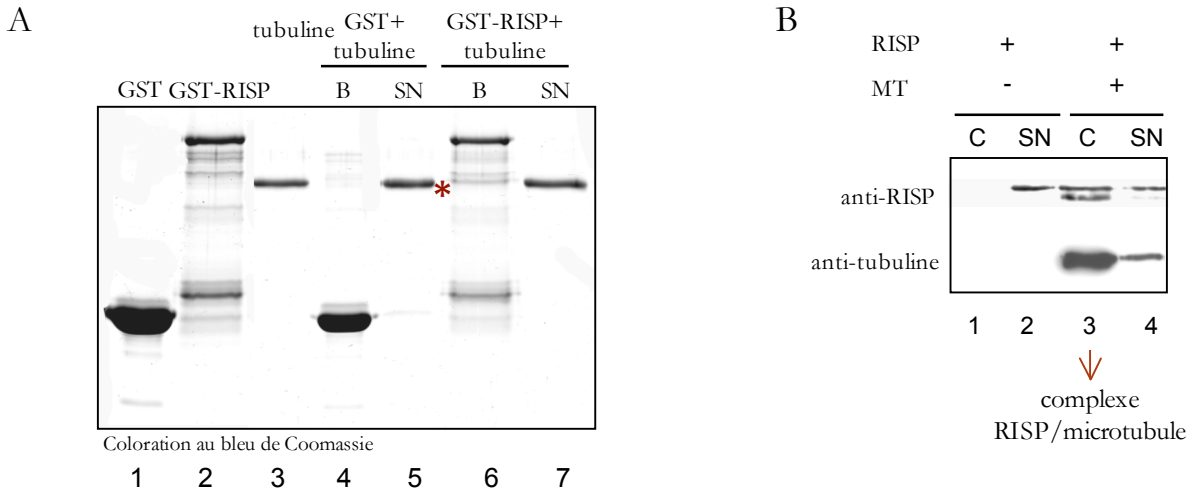 A
tubuline
GST+
tubuline
GST-RISP+
tubuline
GST GST-RISP B SN B SN
*
Coloration au bleu de Coomassie
1 2 3 4 5 6 7
B
RISP + +
MT - +
C SN C SN
anti-RISP
anti-tubuline
1 2 3 4
complexe
RISP/microtubule